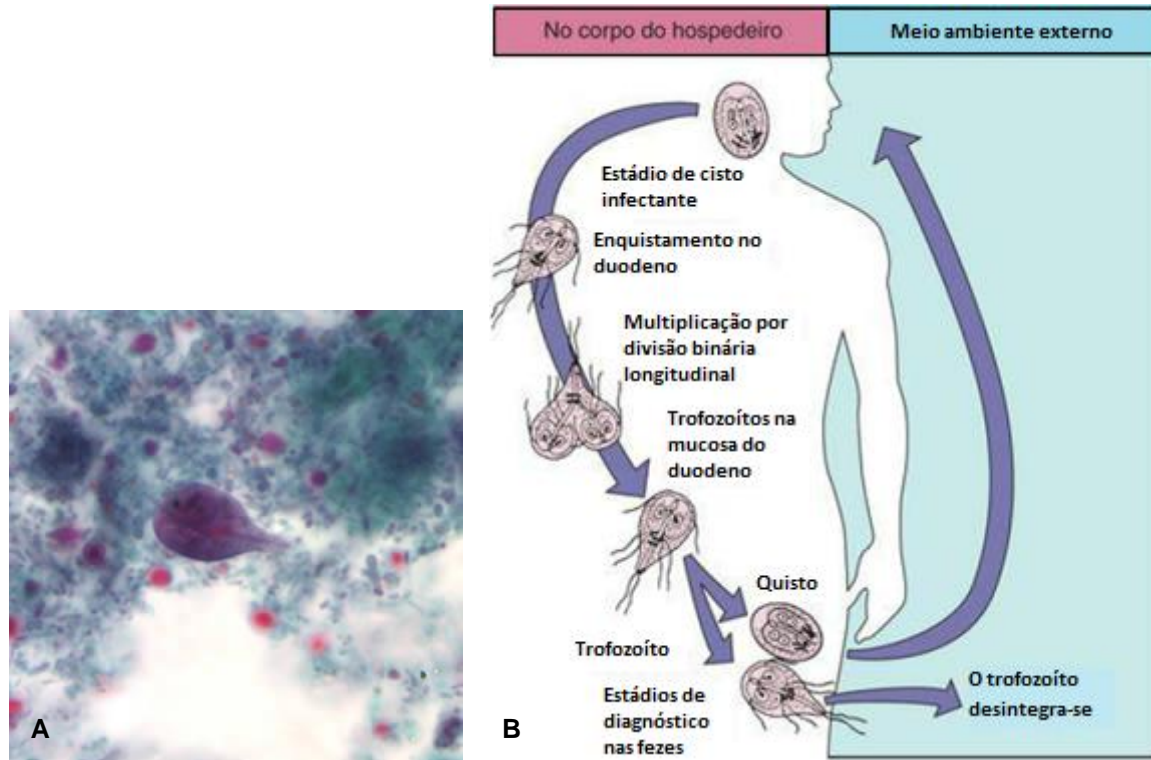 No corpo do hospedeiro
Meio ambiente externo
Estádio de cisto
infectante
Enquistamento no
duodeno
Multiplicação por
divisão binária
longitudinal
Trofozoítos na
mucosa do
duodeno
Quisto
Trofozoíto
Estádios de
diagnóstico
nas fezes
O trofozoíto
desintegra-se
A
B